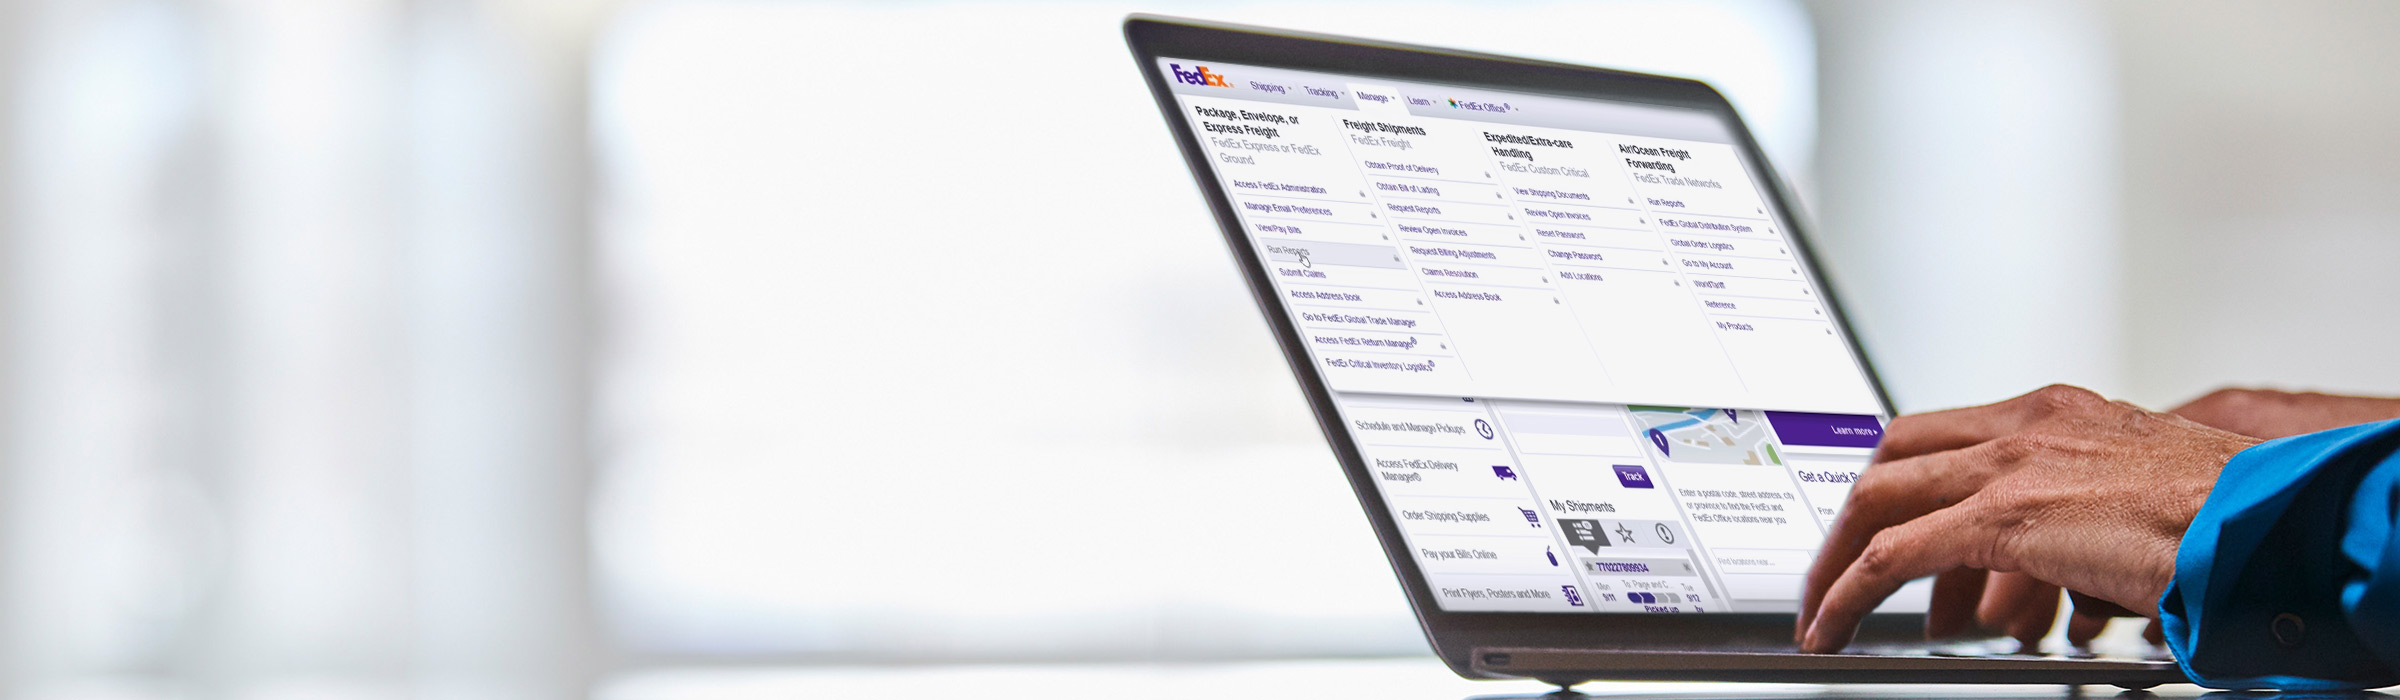 FedEx
Shipping
Tracking
Manage
Learn
FedEx Office®
Package, Envelope, or
Express Freight
FedEx Express or FedEx
Ground
Access FedEx Administration
Manage Email Preferences
View/Pay Bills
Run Reports
Submit Claims
Access Address Book
Go to FedEx Global Trade Manager
Access FedEx Return Manager®
FedEx Critical Inventory Logistics®
Freight Shipments
FedEx Freight
Obtain Proof of Delivery
Obtain Bill of Lading
Request Reports
Review Open Invoices
Request Billing Adjustments
Claims Resolution
Access Address Book
Expedited/Extra-care
Handling
FedEx Custom Critical
View Shipping Documents
Review Open Invoices
Reset Password
Change Password
Add Locations
Air/Ocean Freight
Forwarding
FedEx Trade Networks
Run Reports
FedEx Global Distribution System
Global Order Logistics
Go to My Account
WorldTariff
Reference
My Products
Schedule and Manage Pickups
Access FedEx Delivery
Manager®
Order Shipping Supplies
Pay your Bills Online
Print Flyers, Posters and More
Track
My Shipments
770227809934
Mon
To: Paige and C...
Tue
9/11
9/12
Picked up
by
1
2
Enter a postal code, street address, city
or province to find the FedEx and
FedEx Office locations near you
Find locations near...
Learn more
Get a Quick
From